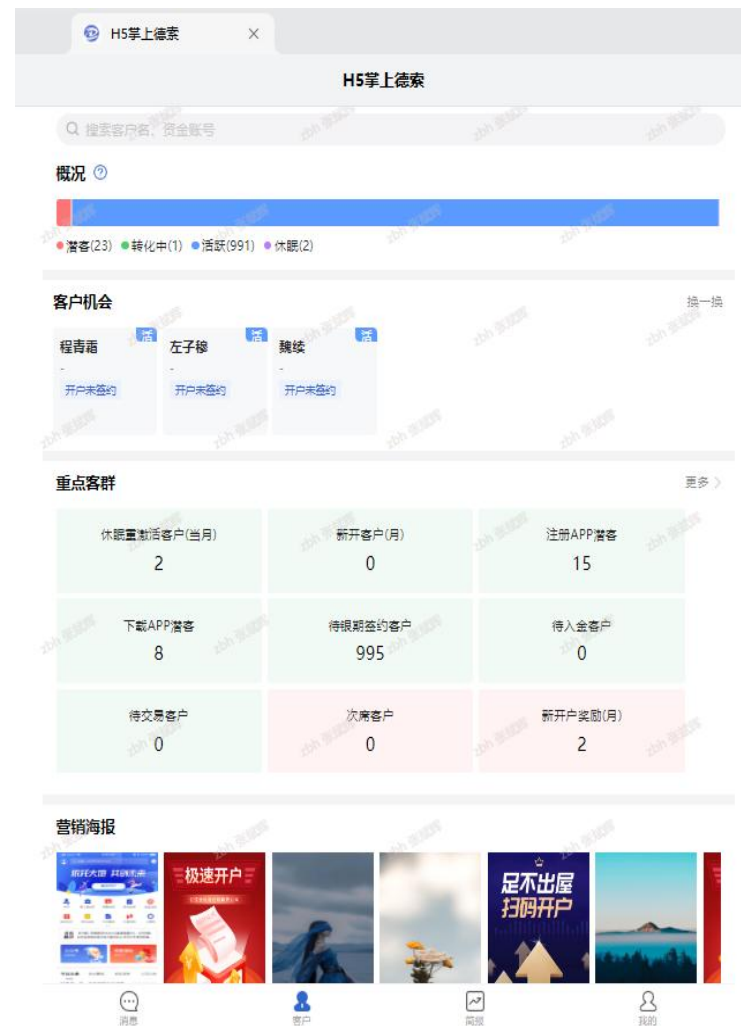 H5掌上德索
H5掌上德索
搜索客户名、资金账号
概况
潜客(23) 转化中(1) 活跃(991) 休眠(2)
客户机会 换一换
程青霜 活 左子穆 活 魏续 活
- - -
开户未签约 开户未签约 开户未签约
重点客群 更多
休眠重激活客户(当月) 新开客户(月) 注册APP潜客
2 0 15
下载APP潜客 待银期签约客户 待入金客户
8 995 0
待交易客户 次席客户 新开户奖励(月)
0 0 2
营销海报
极速开户
足不出屋
扫码开户
消息 客户 简报 我的